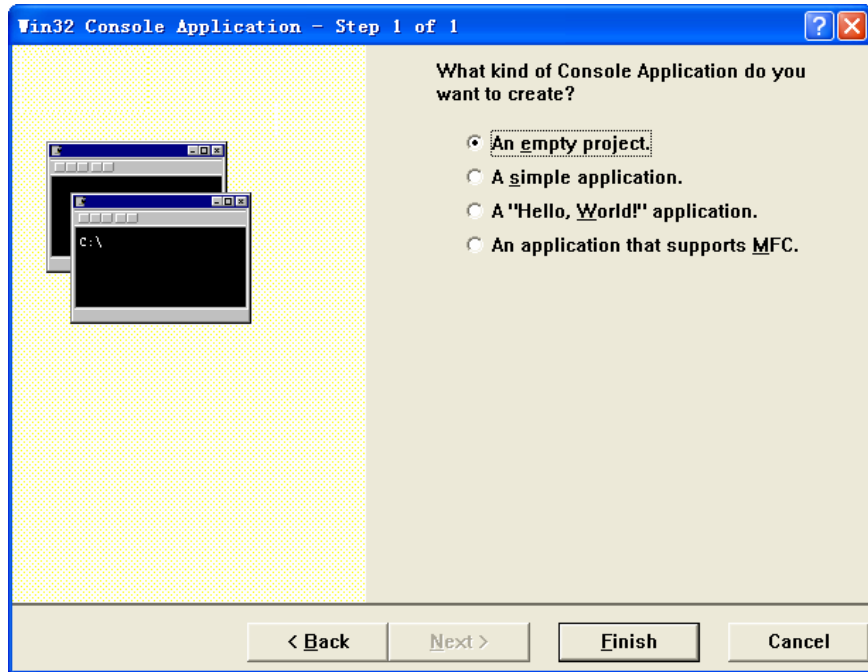 Win32 Console Application - Step 1 of 1
What kind of Console Application do you
want to create?
An empty project.
A simple application.
A "Hello, World!" application.
An application that supports MFC.
C:\
< Back
Next >
Finish
Cancel